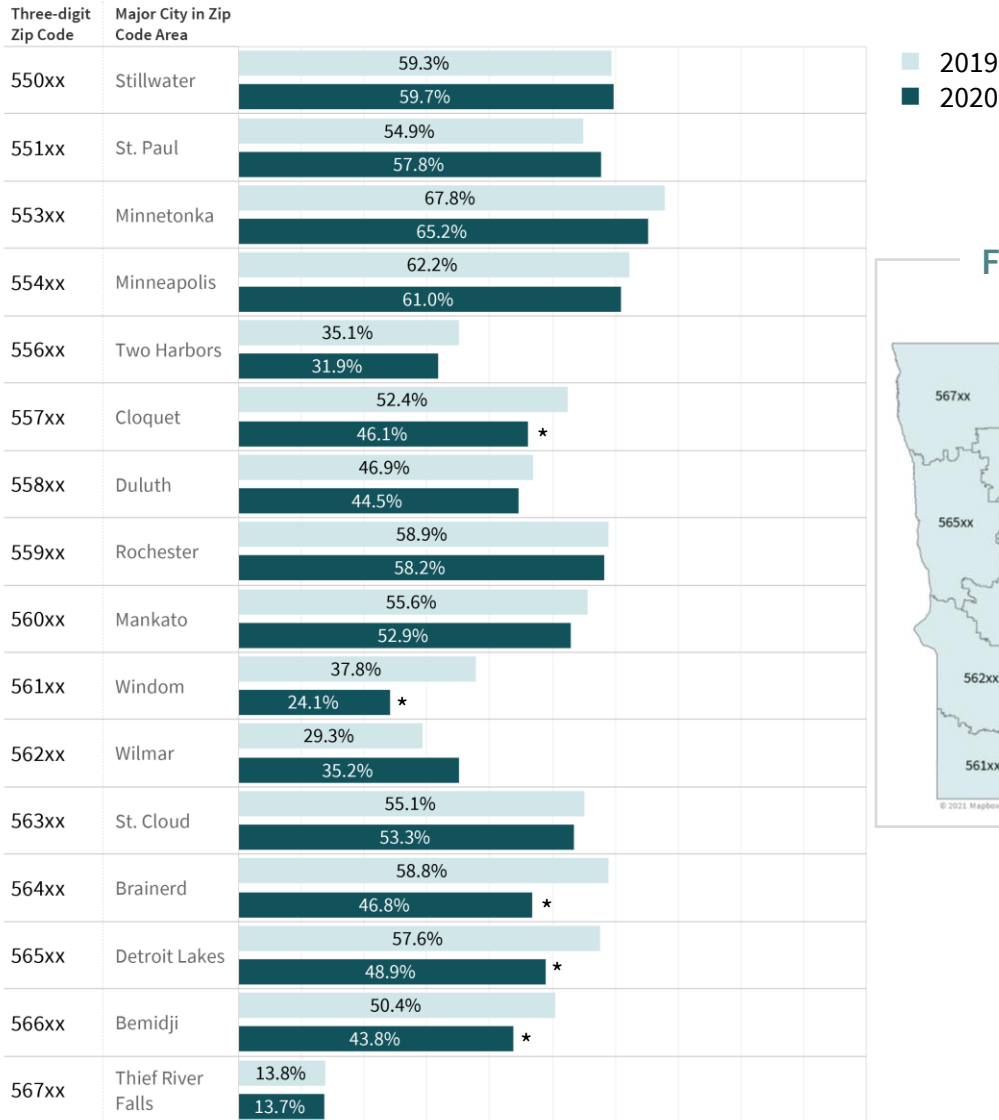 Three-digit Zip Code
Major City in Zip Code Area
2019
2020
550xx Stillwater 59.3%
59.7%
551xx St. Paul 54.9%
57.8%
553xx Minnetonka 67.8%
65.2%
554xx Minneapolis 62.2%
61.0%
556xx Two Harbors 35.1%
31.9%
557xx Cloquet 52.4%
46.1% *
558xx Duluth 46.9%
44.5%
559xx Rochester 58.9%
58.2%
560xx Mankato 55.6%
52.9%
561xx Windom 37.8%
24.1% *
562xx Wilmar 29.3%
35.2%
563xx St. Cloud 55.1%
53.3%
564xx Brainerd 58.8%
46.8% *
565xx Detroit Lakes 57.6%
48.9% *
566xx Bemidji 50.4%
43.8% *
567xx Thief River Falls 13.8%
13.7%
F
567xx
565xx
562xx
561xx
© 2021 Mapbox